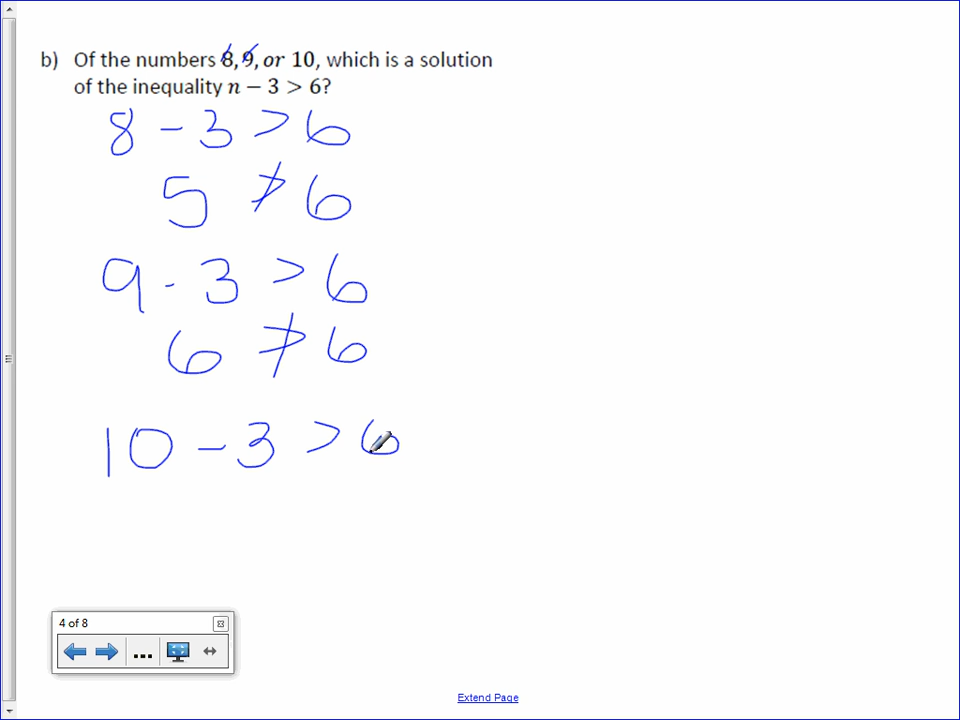 b) Of the numbers 8, 9, or 10, which is a solution
of the inequality n − 3 > 6?
8 - 3 > 6
5 ≯ 6
9 - 3 > 6
6 ≯ 6
10 - 3 > 6
4 of 8
...
Extend Page